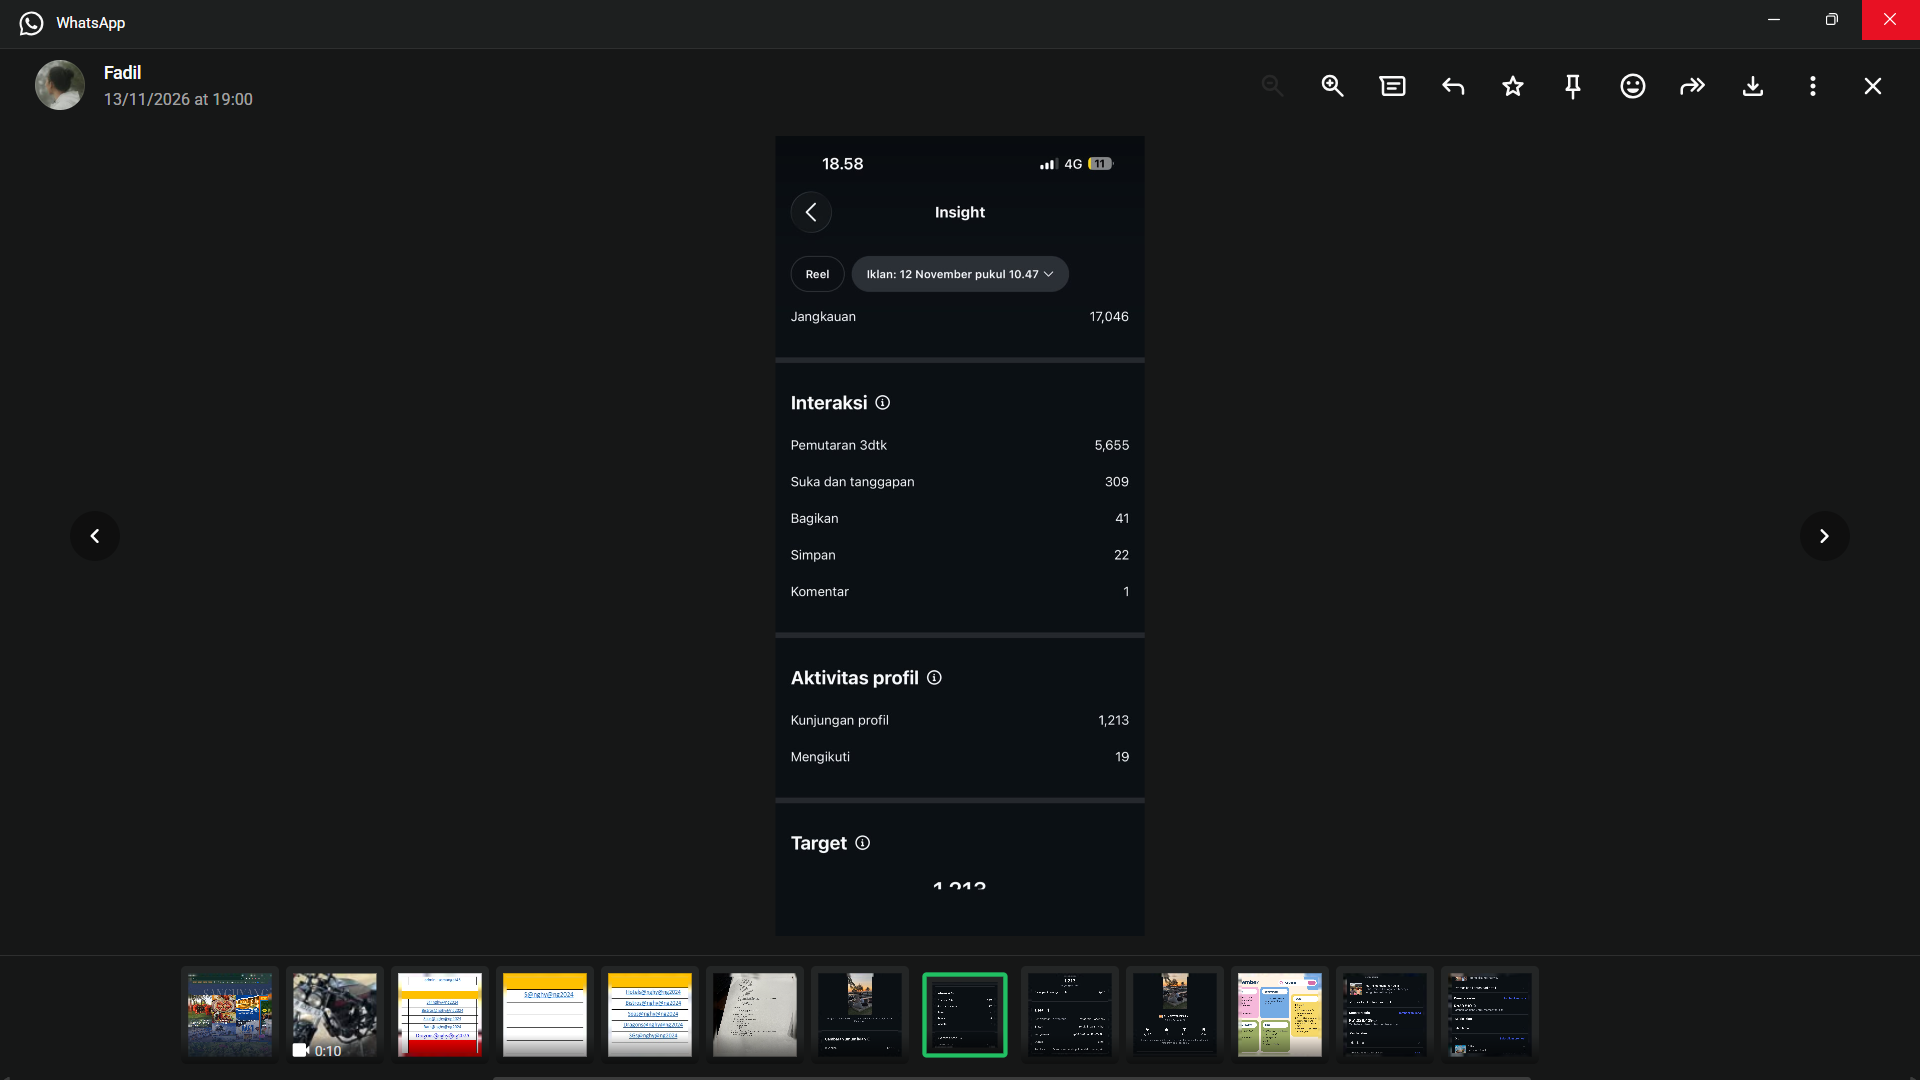 WhatsApp
Fadil
13/11/2026 at 19:00
18.58
4G 11
Insight
Reel
Iklan: 12 November pukul 10.47
Jangkauan 17,046
Interaksi
Pemutaran 3dtk 5,655
Suka dan tanggapan 309
Bagikan 41
Simpan 22
Komentar 1
Aktivitas profil
Kunjungan profil 1,213
Mengikuti 19
Target
1,213
0:10